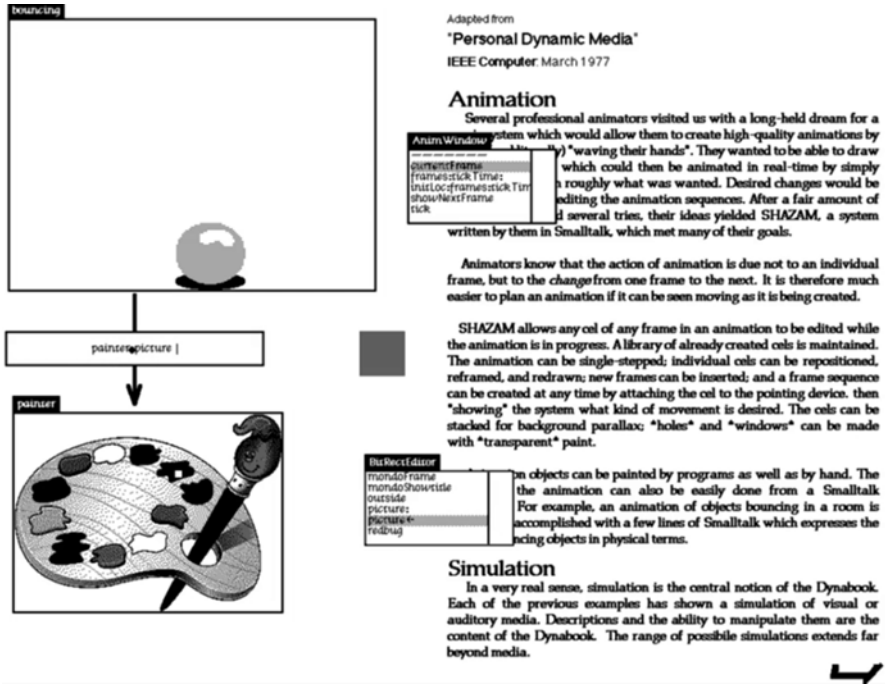 bouncing
painter picture
painter
Adapted from
"Personal Dynamic Media"
IEEE Computer. March 1977
Animation
Several professional animators visited us with a long-held dream for a
system which would allow them to create high-quality animations by
"waving their hands". They wanted to be able to draw
which could then be animated in real-time by simply
roughly what was wanted. Desired changes would be
editing the animation sequences. After a fair amount of
several tries, their ideas yielded SHAZAM, a system
written by them in Smalltalk, which met many of their goals.
AnimWindow
currentFrame
frames:tickTime:
initLoc:frames:tickTim
showNextFrame
tick
Animators know that the action of animation is due not to an individual
frame, but to the change from one frame to the next. It is therefore much
easier to plan an animation if it can be seen moving as it is being created.
SHAZAM allows any cel of any frame in an animation to be edited while
the animation is in progress. A library of already created cels is maintained.
The animation can be single-stepped; individual cels can be repositioned,
reframed, and redrawn; new frames can be inserted; and a frame sequence
can be created at any time by attaching the cel to the pointing device. then
"showing" the system what kind of movement is desired. The cels can be
stacked for background parallax; "holes" and "windows" can be made
with "transparent" paint.
objects can be painted by programs as well as by hand. The
the animation can also be easily done from a Smalltalk
For example, an animation of objects bouncing in a room is
accomplished with a few lines of Smalltalk which expresses the
objects in physical terms.
BitRectEditor
mondoFrame
mondoShowtitle
outside
picture:
picture←
redbug
Simulation
In a very real sense, simulation is the central notion of the Dynabook.
Each of the previous examples has shown a simulation of visual or
auditory media. Descriptions and the ability to manipulate them are the
content of the Dynabook. The range of possibile simulations extends far
beyond media.